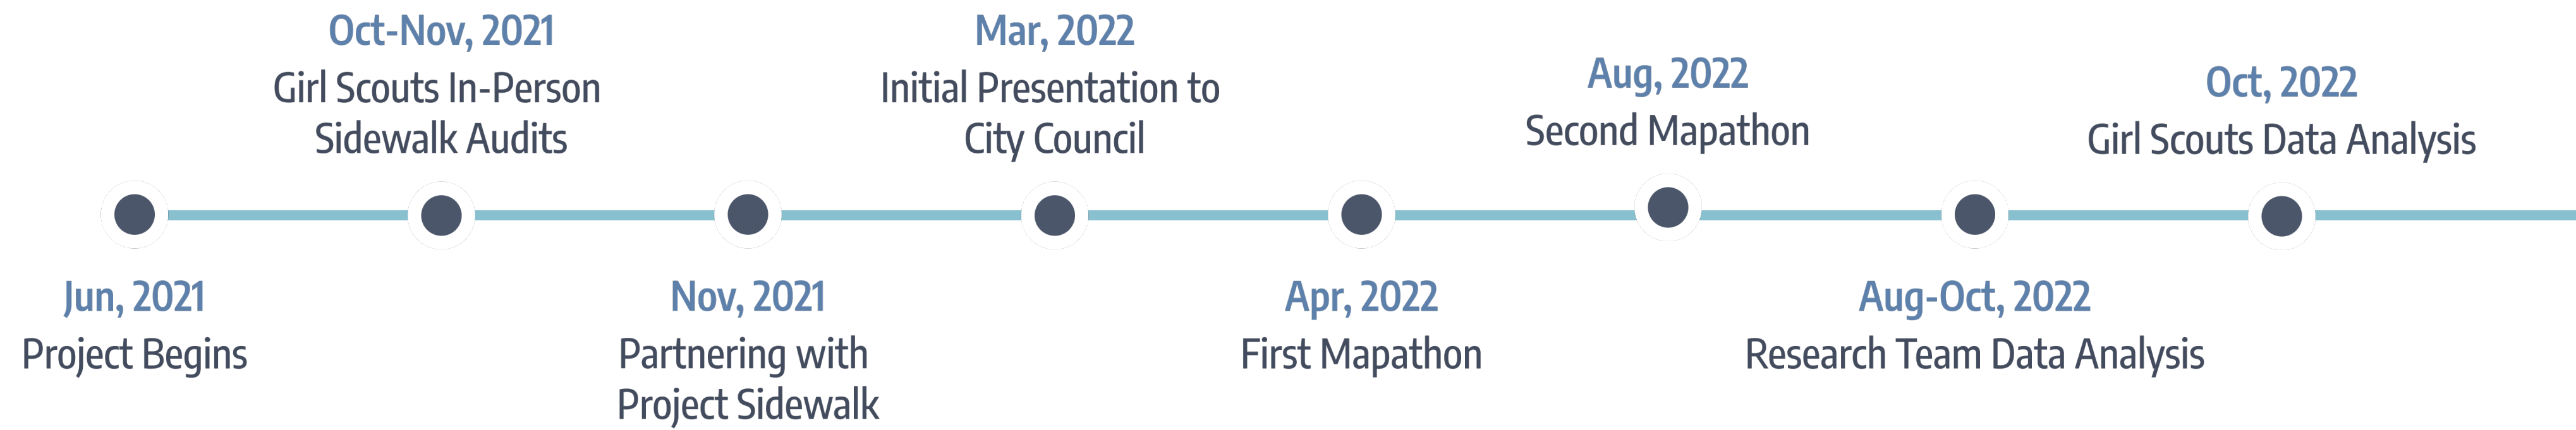 Jun, 2021
Project Begins
Oct-Nov, 2021
Girl Scouts In-Person
Sidewalk Audits
Nov, 2021
Partnering with
Project Sidewalk
Mar, 2022
Initial Presentation to
City Council
Apr, 2022
First Mapathon
Aug, 2022
Second Mapathon
Aug-Oct, 2022
Research Team Data Analysis
Oct, 2022
Girl Scouts Data Analysis